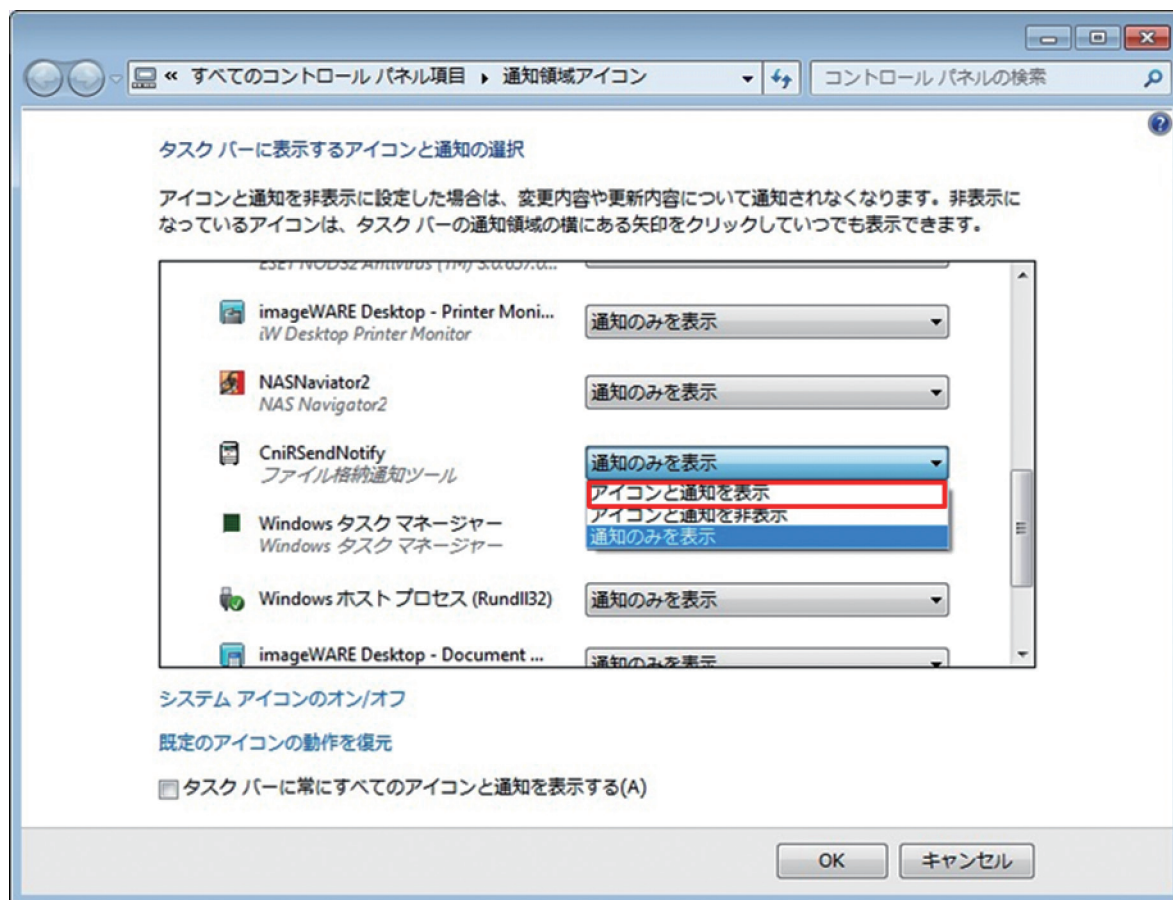 « すべてのコントロール パネル項目 ▸ 通知領域アイコン
コントロール パネルの検索
タスク バーに表示するアイコンと通知の選択
アイコンと通知を非表示に設定した場合は、変更内容や更新内容について通知されなくなります。非表示に
なっているアイコンは、タスク バーの通知領域の横にある矢印をクリックしていつでも表示できます。
ESET NOD32 Antivirus (TM) 3.0.657.0...
imageWARE Desktop - Printer Moni...
iW Desktop Printer Monitor
通知のみを表示
NASNaviator2
NAS Navigator2
通知のみを表示
CniRSendNotify
ファイル格納通知ツール
通知のみを表示
アイコンと通知を表示
アイコンと通知を非表示
通知のみを表示
Windows タスク マネージャー
Windows タスク マネージャー
Windows ホスト プロセス (Rundll32)
通知のみを表示
imageWARE Desktop - Document ...
通知のみを表示
システム アイコンのオン/オフ
既定のアイコンの動作を復元
タスク バーに常にすべてのアイコンと通知を表示する(A)
OK
キャンセル